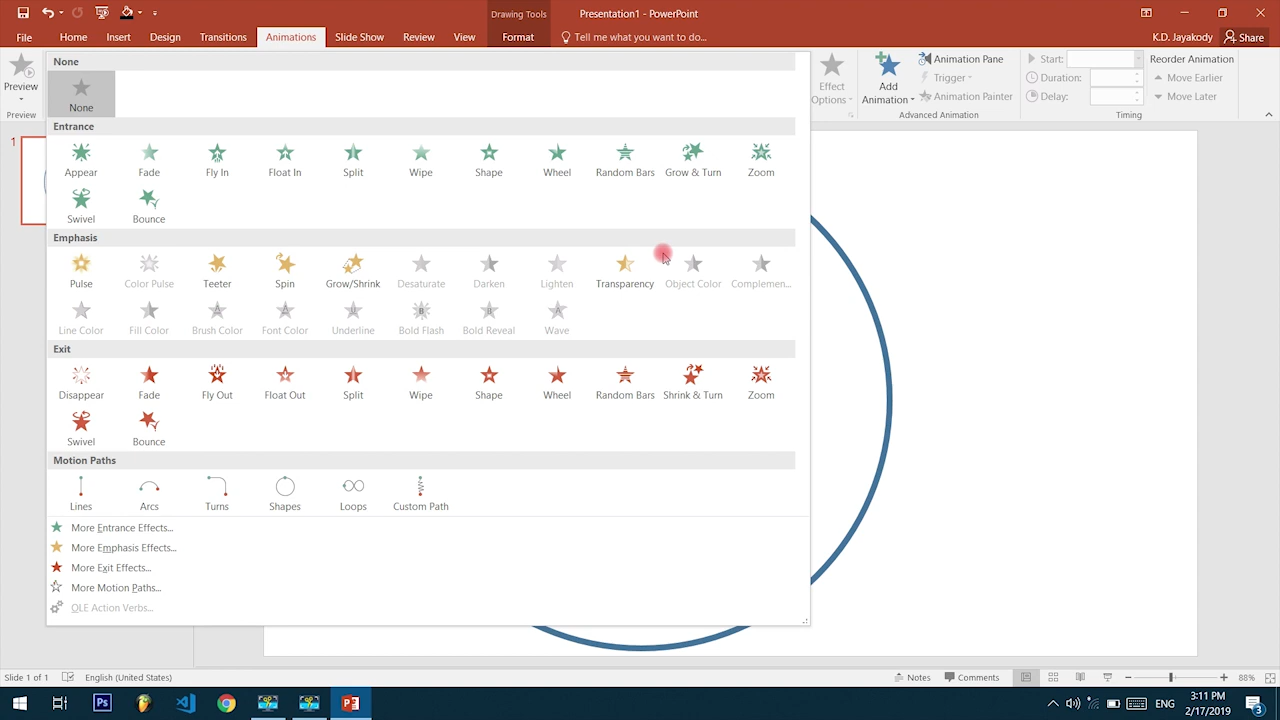 Drawing Tools
Presentation1 - PowerPoint
File Home Insert Design Transitions Animations Slide Show Review View Format Tell me what you want to do... K.D. Jayakody Share
Preview
Preview
None
None
Entrance
Appear Fade Fly In Float In Split Wipe Shape Wheel Random Bars Grow & Turn Zoom
Swivel Bounce
Emphasis
Pulse Color Pulse Teeter Spin Grow/Shrink Desaturate Darken Lighten Transparency Object Color Complemen...
Line Color Fill Color Brush Color Font Color Underline Bold Flash Bold Reveal Wave
Exit
Disappear Fade Fly Out Float Out Split Wipe Shape Wheel Random Bars Shrink & Turn Zoom
Swivel Bounce
Motion Paths
Lines Arcs Turns Shapes Loops Custom Path
More Entrance Effects...
More Emphasis Effects...
More Exit Effects...
More Motion Paths...
OLE Action Verbs...
Effect
Options
Add
Animation
Animation Pane
Trigger
Animation Painter
Advanced Animation
Start:
Duration:
Delay:
Reorder Animation
Move Earlier
Move Later
Timing
1
Slide 1 of 1 English (United States) Notes Comments 88%
Ps ENG 3:11 PM
2/17/2019 3